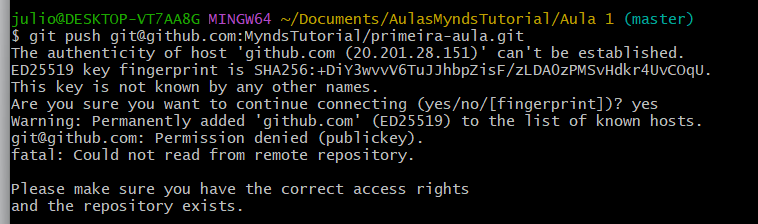 julio@DESKTOP-VT7AA8G MINGW64 ~/Documents/AulasMyndsTutorial/Aula 1 (master)
$ git push git@github.com:MyndsTutorial/primeira-aula.git
The authenticity of host 'github.com (20.201.28.151)' can't be established.
ED25519 key fingerprint is SHA256:+DiY3wvvV6TuJJhbpZisF/zLDA0zPMSvHdkr4UvCOqU.
This key is not known by any other names.
Are you sure you want to continue connecting (yes/no/[fingerprint])? yes
Warning: Permanently added 'github.com' (ED25519) to the list of known hosts.
git@github.com: Permission denied (publickey).
fatal: Could not read from remote repository.
Please make sure you have the correct access rights
and the repository exists.